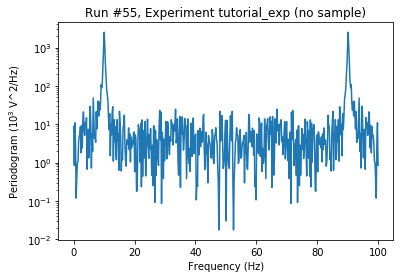 Run #55, Experiment tutorial_exp (no sample)
Periodogram (10³ V^2/Hz)
10³
10²
10¹
10⁰
10⁻¹
10⁻²
0 20 40 60 80 100
Frequency (Hz)